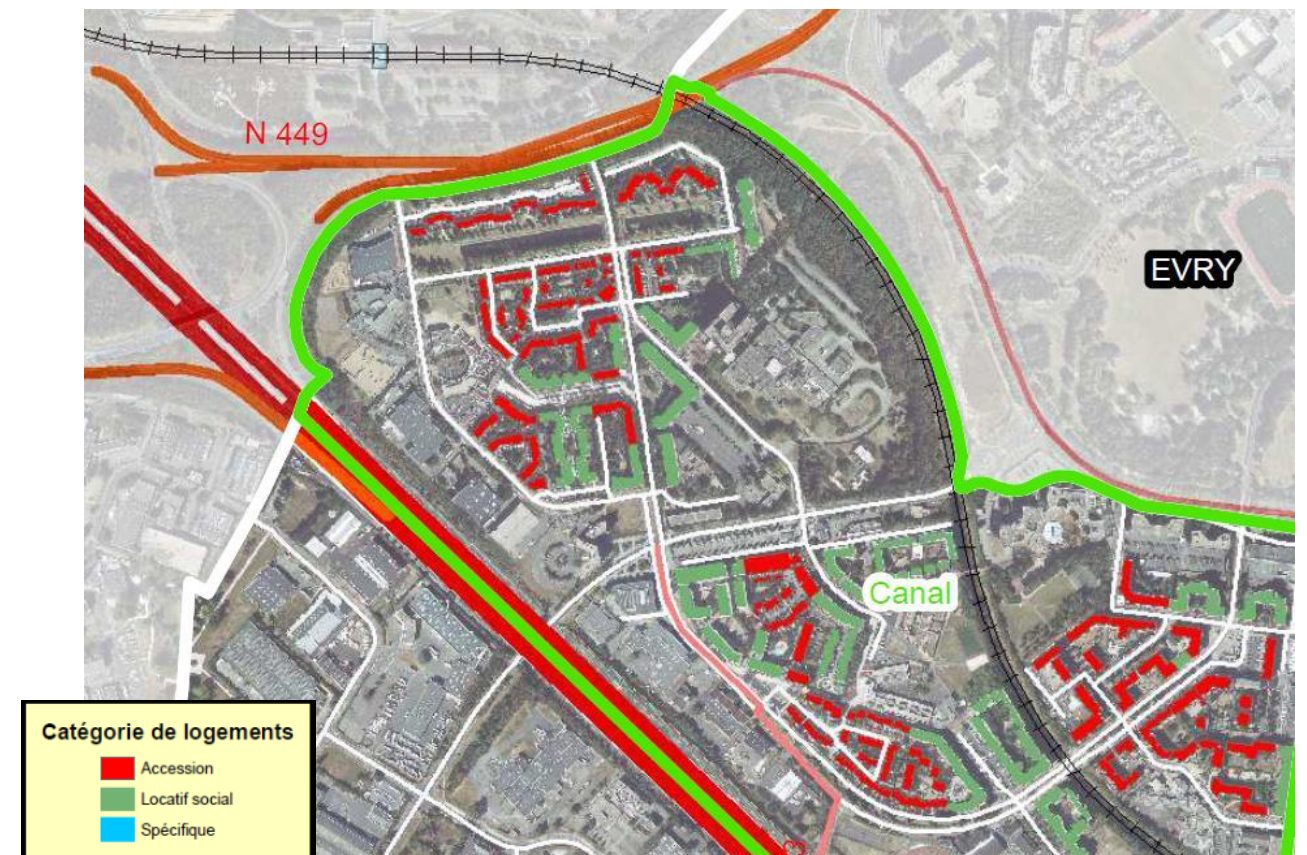 N 449
EVRY
Canal
Catégorie de logements
Accession
Locatif social
Spécifique